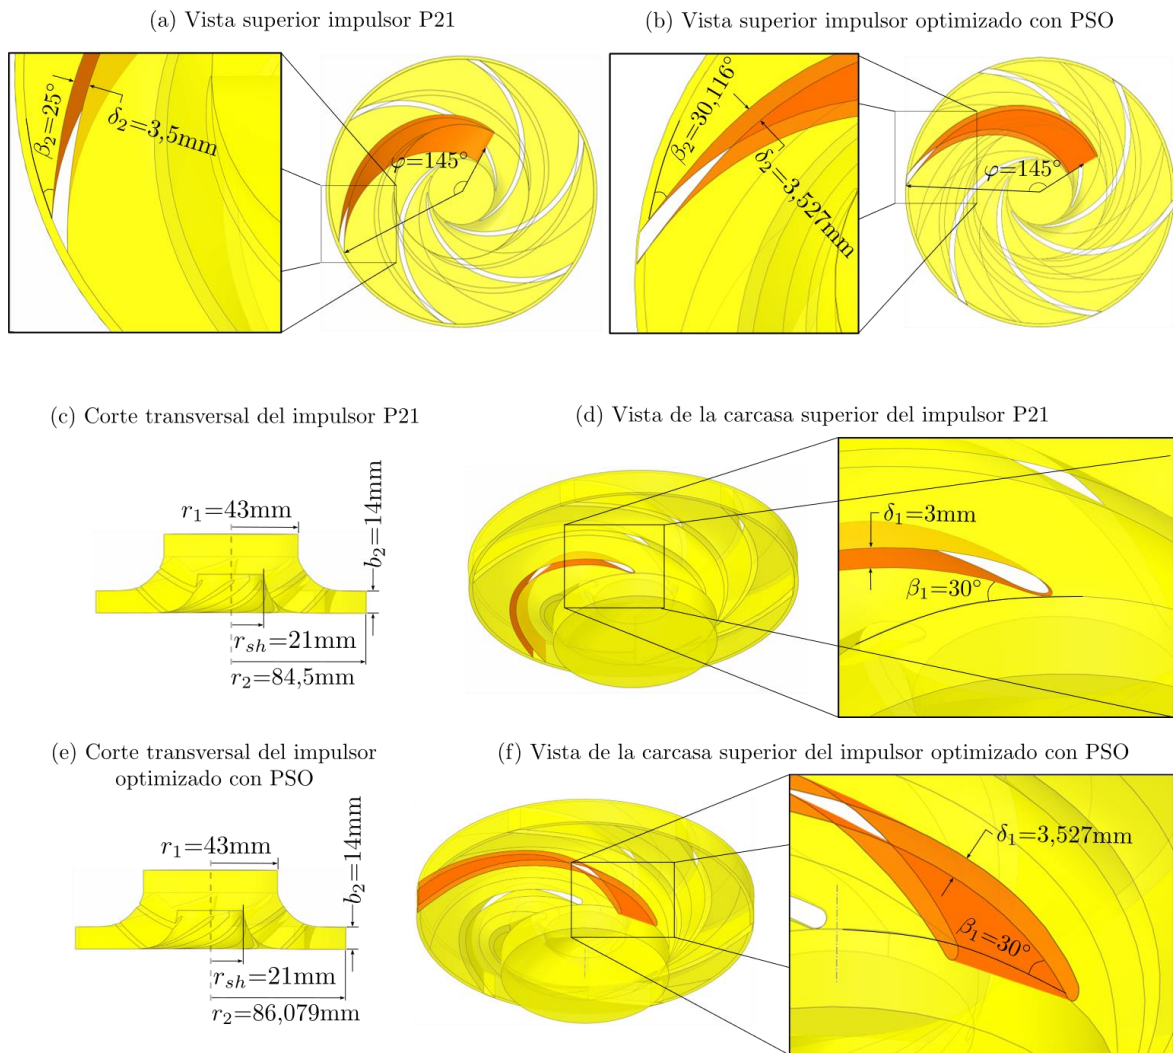 (a) Vista superior impulsor P21
(b) Vista superior impulsor optimizado con PSO
β₂=25°
δ₂=3,5mm
φ=145°
β₂=30,116°
δ₂=3,527mm
φ=145°
(c) Corte transversal del impulsor P21
(d) Vista de la carcasa superior del impulsor P21
r₁=43mm
b₂=14mm
r_sh=21mm
r₂=84,5mm
δ₁=3mm
β₁=30°
(e) Corte transversal del impulsor
optimizado con PSO
(f) Vista de la carcasa superior del impulsor optimizado con PSO
r₁=43mm
b₂=14mm
r_sh=21mm
r₂=86,079mm
δ₁=3,527mm
β₁=30°